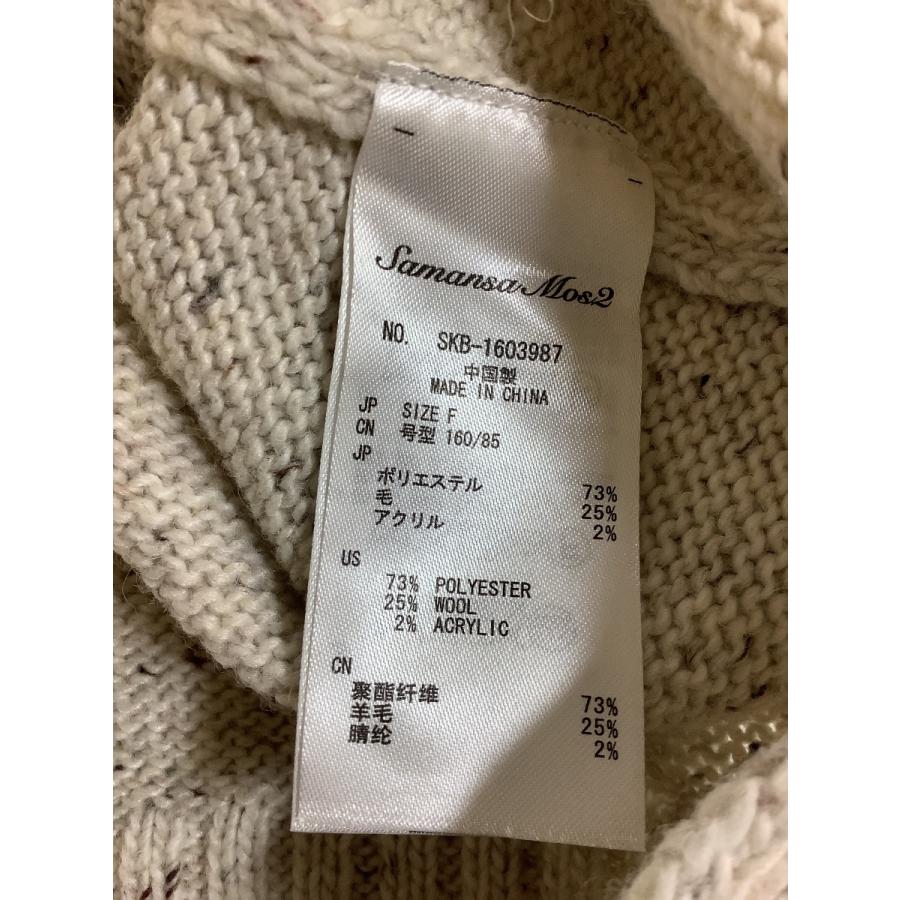 Samansa Mos2
NO. SKB-1603987
中国製
MADE IN CHINA
JP SIZE F
CN 号型 160/85
JP
ポリエステル 73%
毛 25%
アクリル 2%
US
73% POLYESTER
25% WOOL
2% ACRYLIC
CN
聚酯纤维 73%
羊毛 25%
腈纶 2%